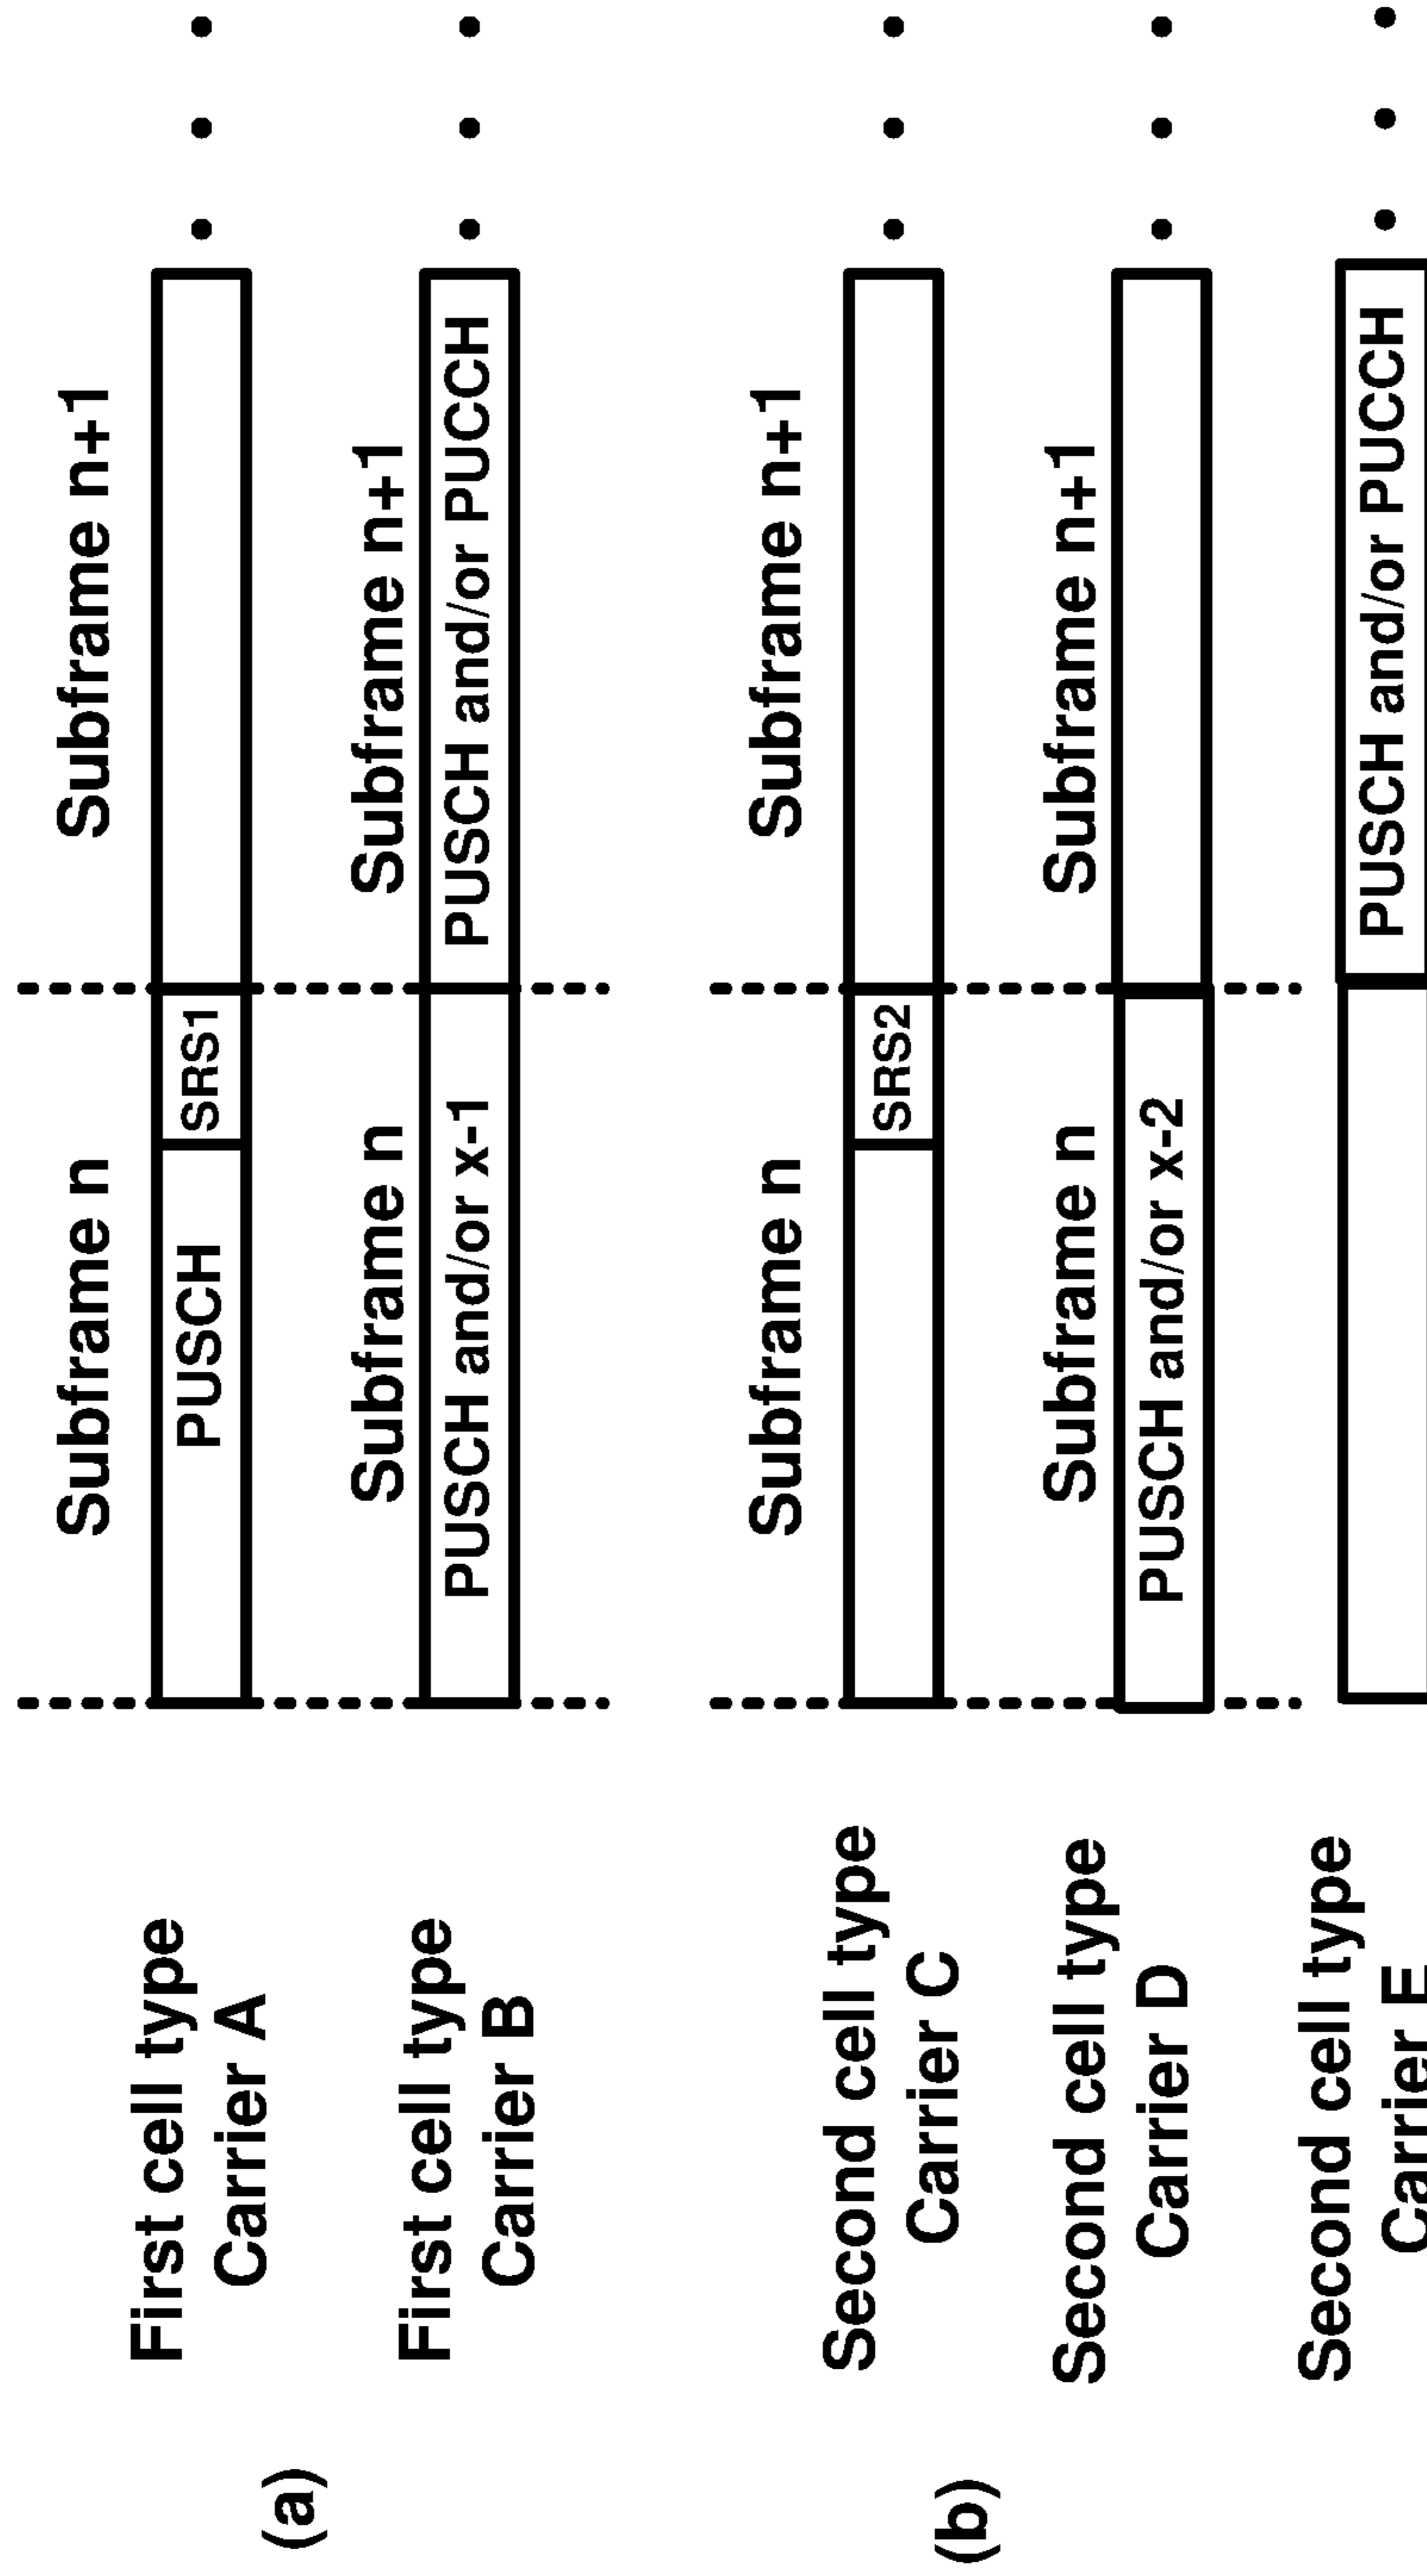 Subframe n
Subframe n+1
First cell type
Carrier A
PUSCH
SRS1
Subframe n
Subframe n+1
First cell type
Carrier B
PUSCH and/or x-1
PUSCH and/or PUCCH
(a)
Subframe n
Subframe n+1
Second cell type
Carrier C
SRS2
Subframe n
Subframe n+1
Second cell type
Carrier D
PUSCH and/or x-2
(b)
Second cell type
Carrier E
PUSCH and/or PUCCH